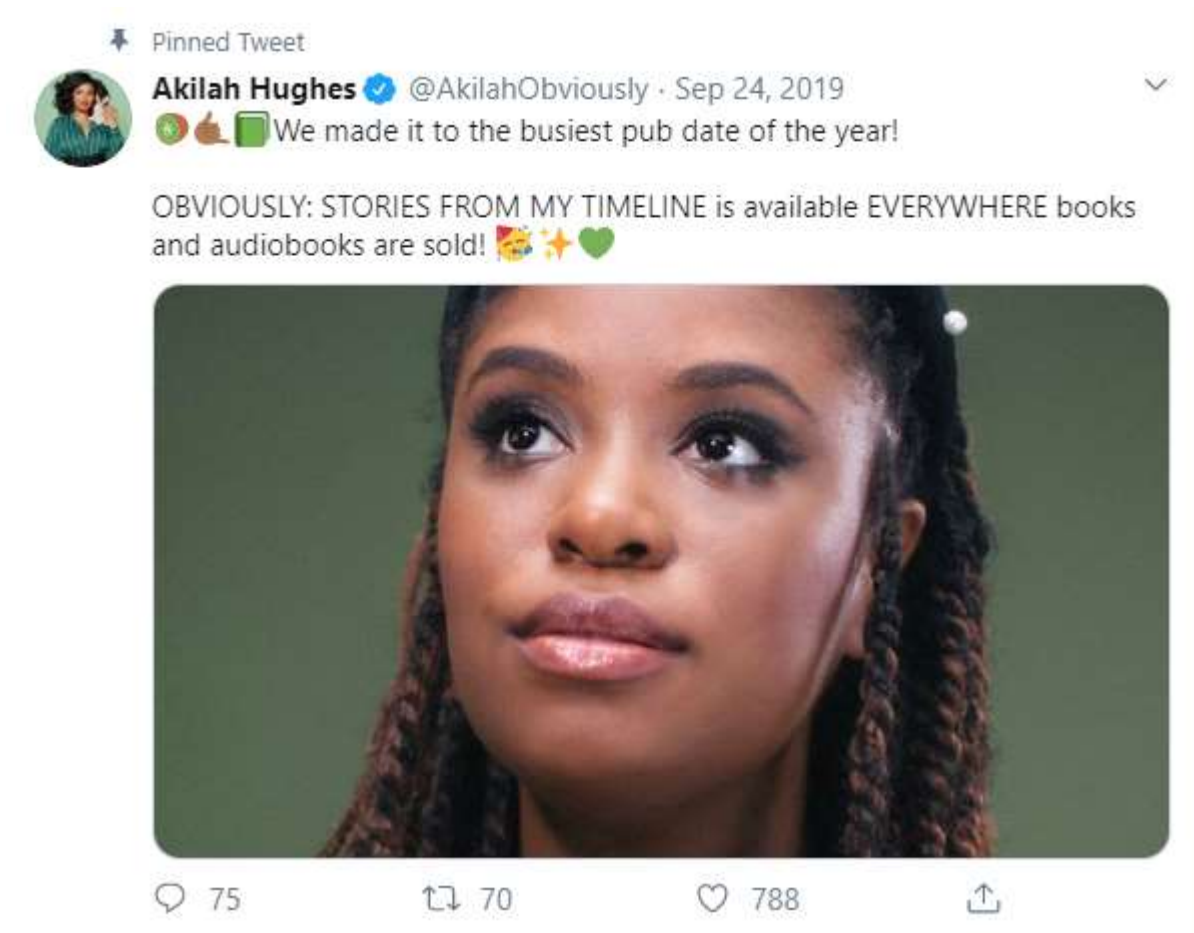 Pinned Tweet
Akilah Hughes @AkilahObviously · Sep 24, 2019
🥝🤙🏾📗We made it to the busiest pub date of the year!
OBVIOUSLY: STORIES FROM MY TIMELINE is available EVERYWHERE books
and audiobooks are sold! 🥳✨💚
75 70 788